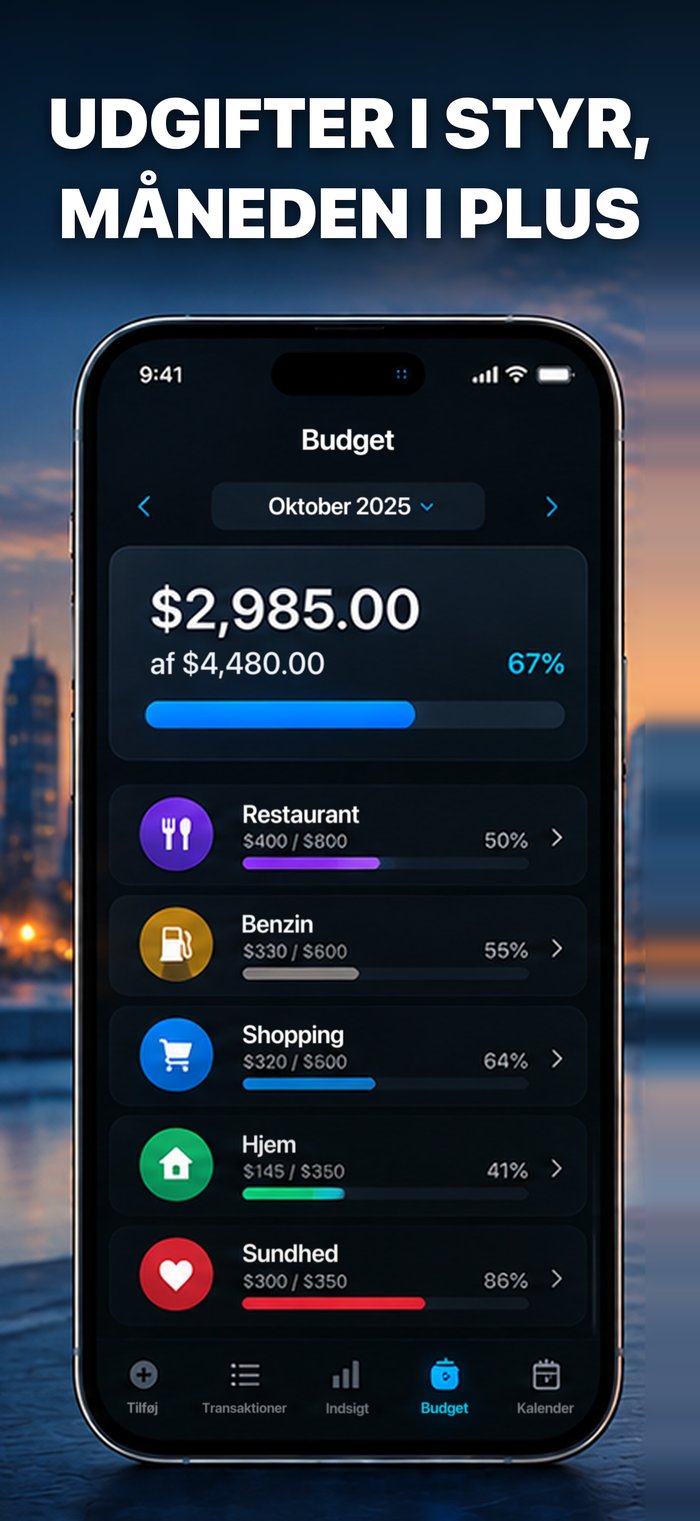 UDGIFTER I STYR,
MÅNEDEN I PLUS
9:41
Budget
Oktober 2025
$2,985.00
af $4,480.00
67%
Restaurant
$400 / $800
50%
Benzin
$330 / $600
55%
Shopping
$320 / $600
64%
Hjem
$145 / $350
41%
Sundhed
$300 / $350
86%
Tilføj
Transaktioner
Indsigt
Budget
Kalender